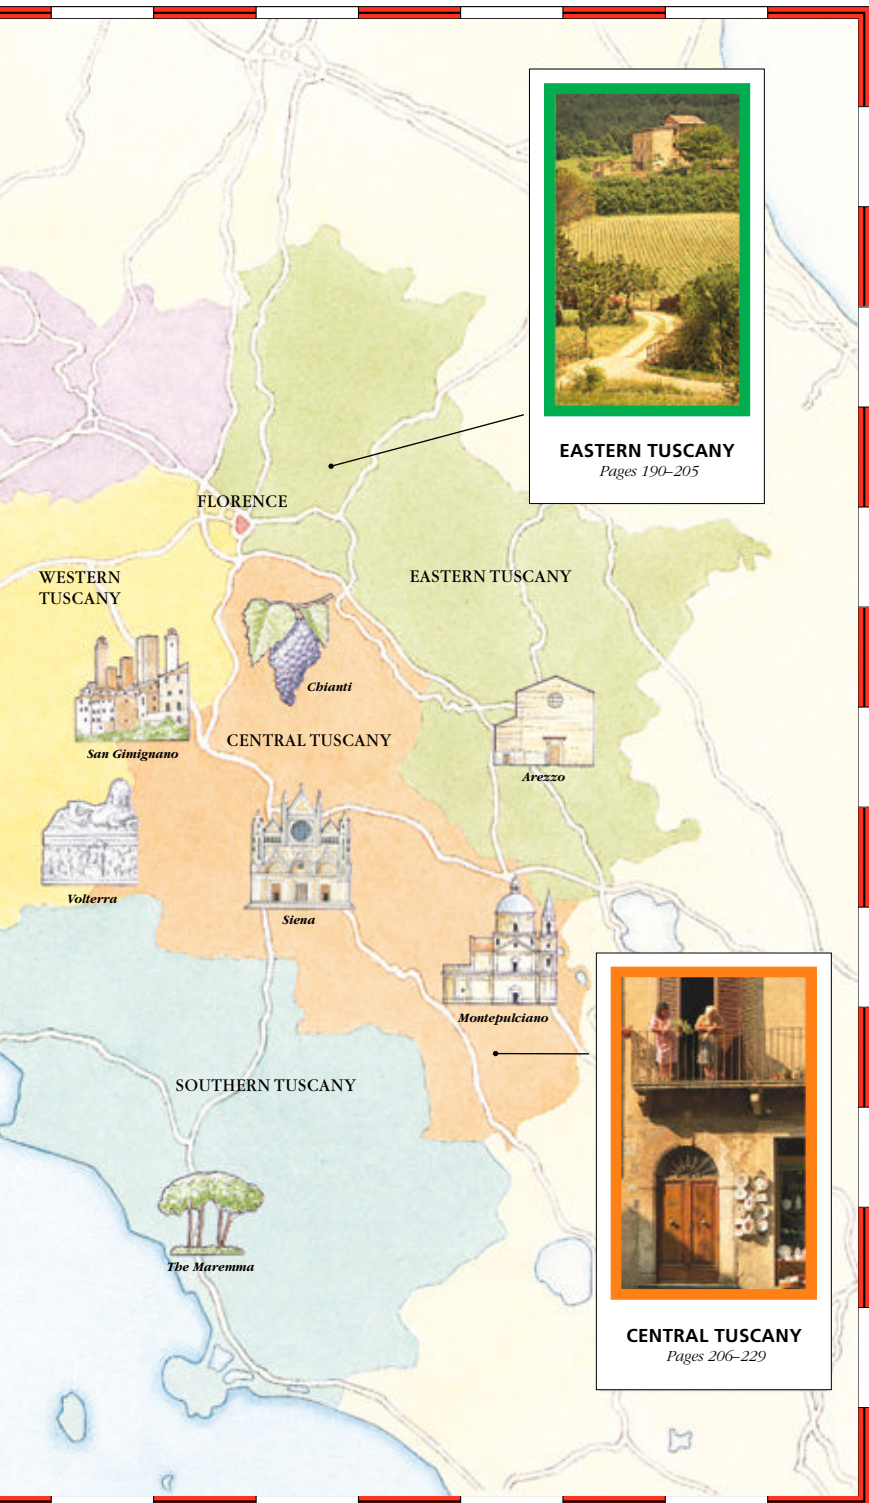 EASTERN TUSCANY
Pages 190–205
FLORENCE
WESTERN
TUSCANY
EASTERN TUSCANY
Chianti
CENTRAL TUSCANY
San Gimignano
Arezzo
Volterra
Siena
Montepulciano
SOUTHERN TUSCANY
The Maremma
CENTRAL TUSCANY
Pages 206–229